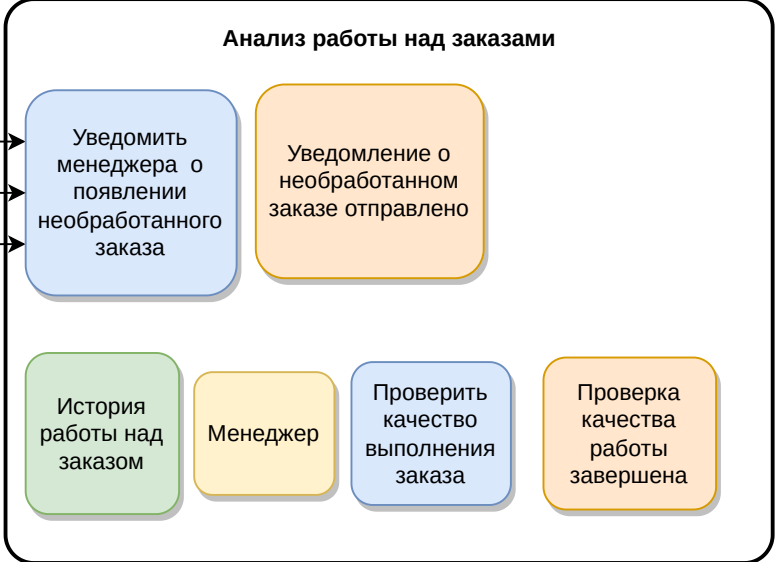 Анализ работы над заказами
Уведомить
менеджера о
появлении
необработанного
заказа
Уведомление о
необработанном
заказе отправлено
История
работы над
заказом
Менеджер
Проверить
качество
выполнения
заказа
Проверка
качества
работы
завершена